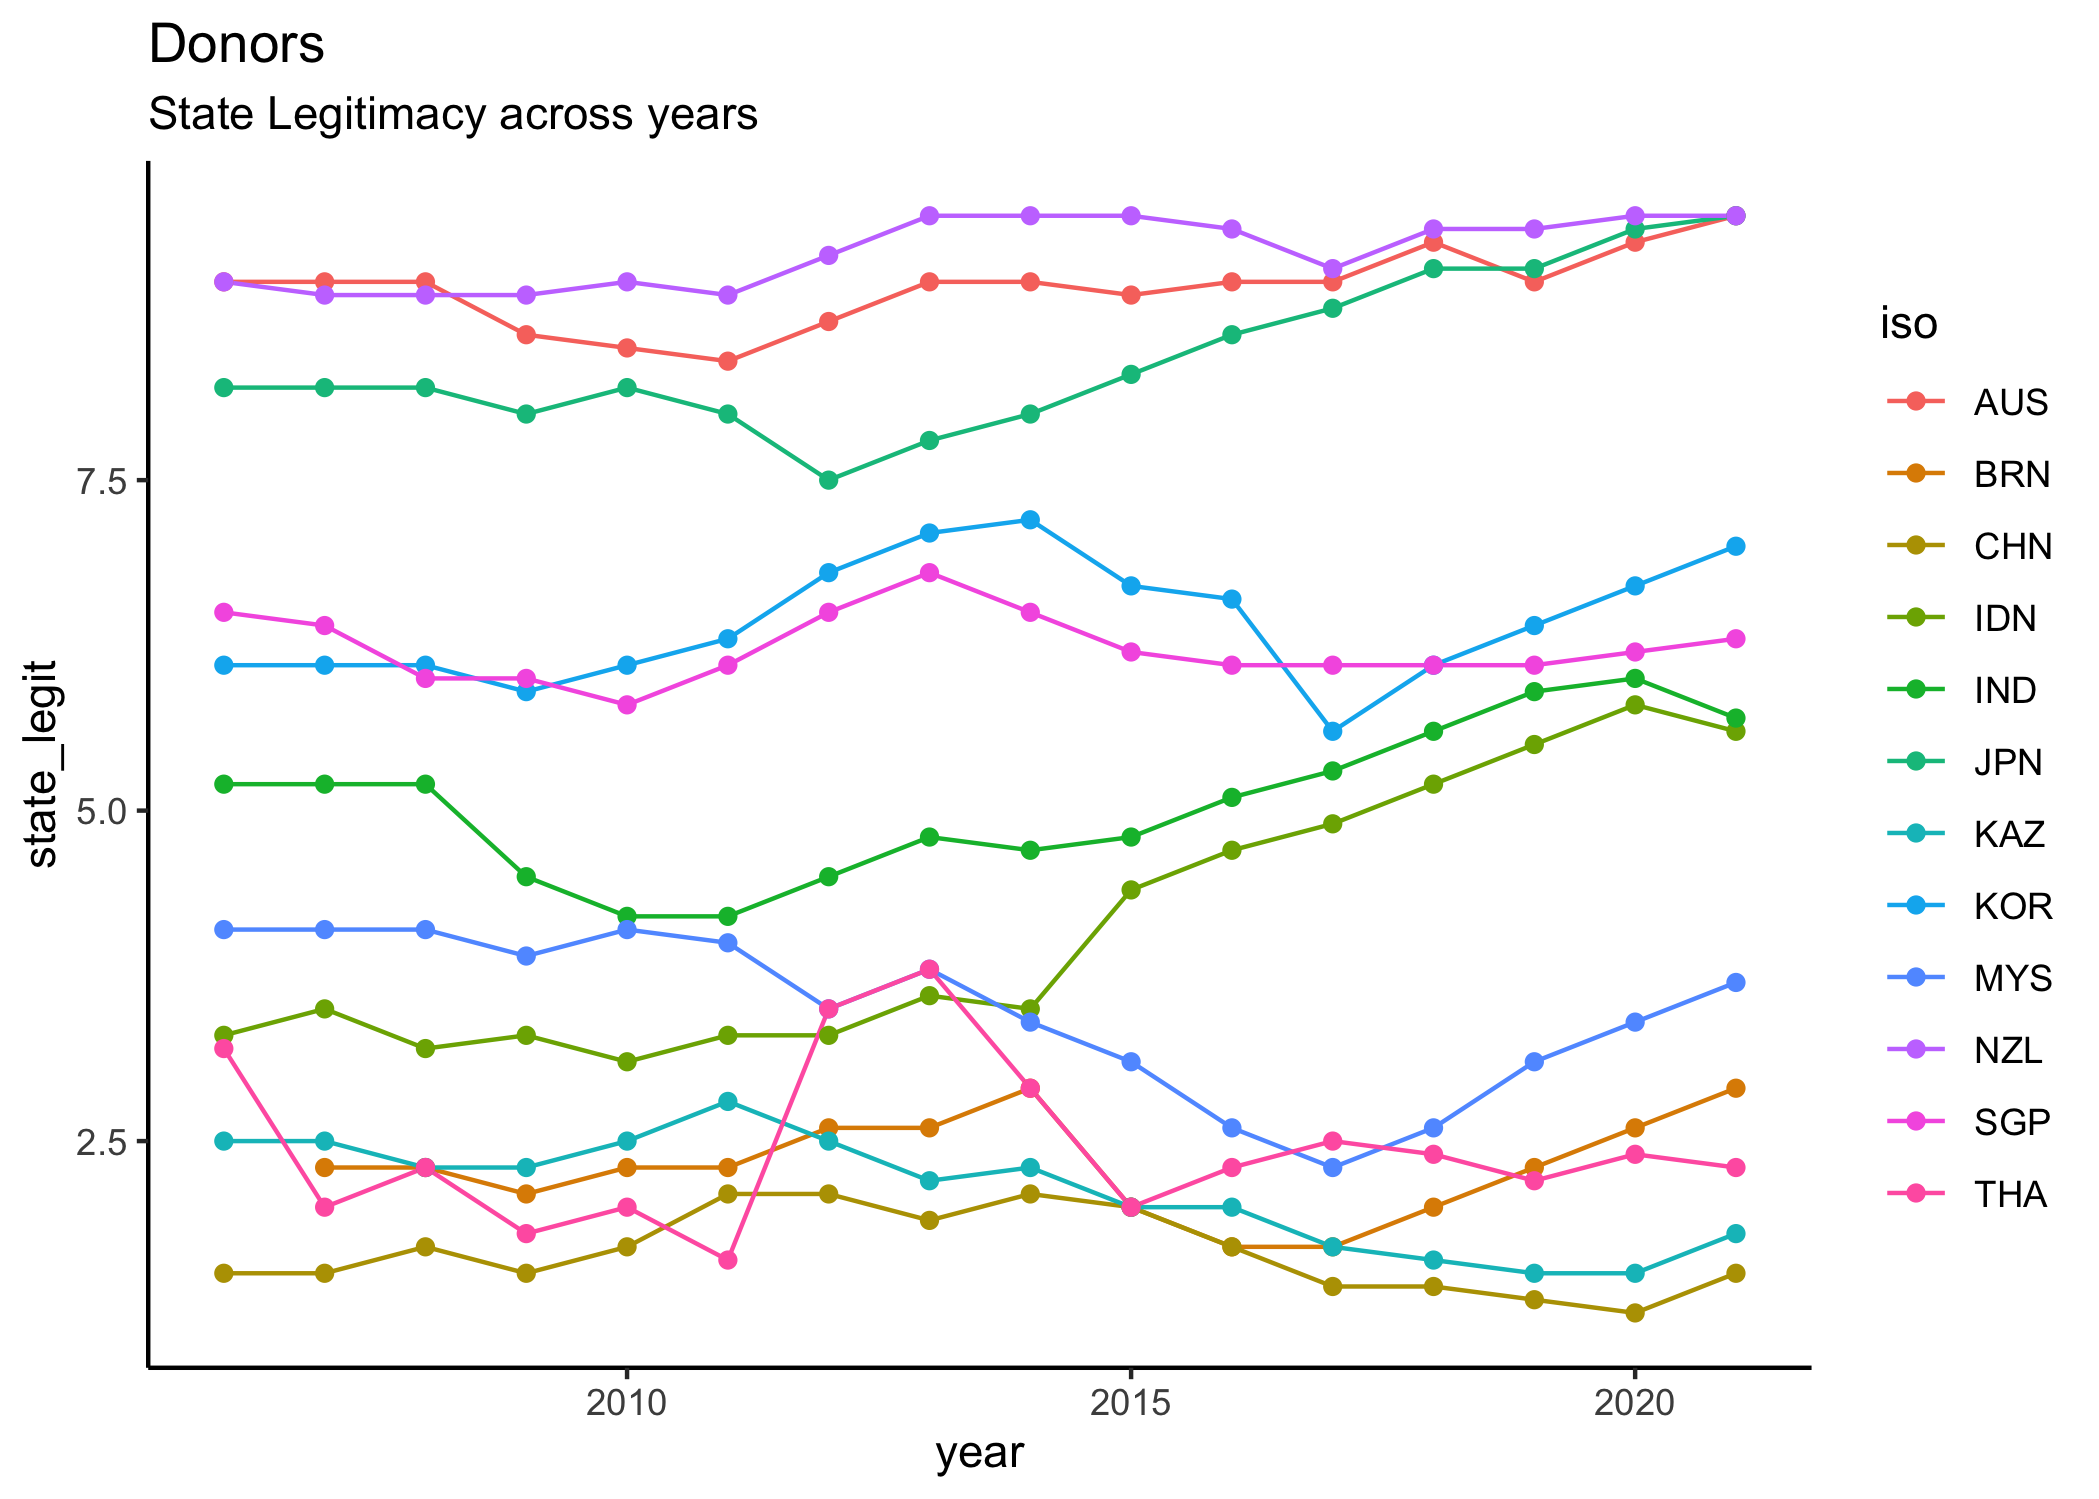 Donors
State Legitimacy across years
state_legit
7.5
5.0
2.5
2010
2015
2020
year
iso
AUS
BRN
CHN
IDN
IND
JPN
KAZ
KOR
MYS
NZL
SGP
THA